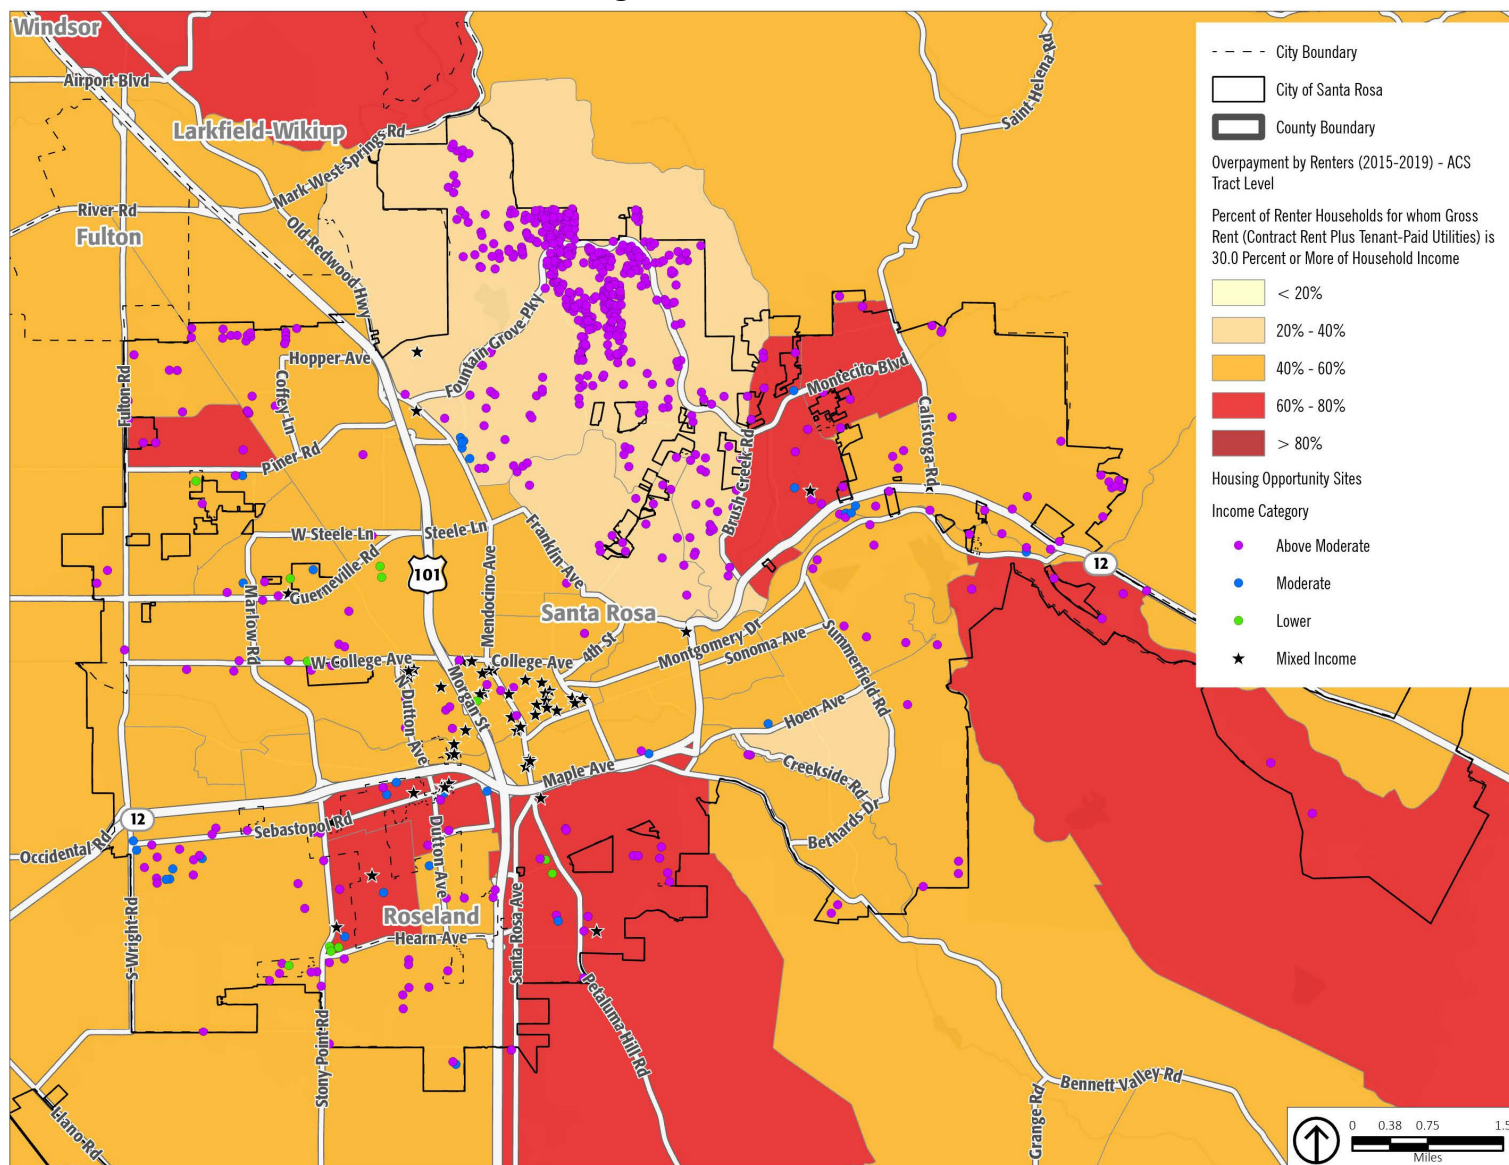 Windsor
Airport Blvd
Larkfield-Wikiup
Mark West Springs Rd
River Rd
Fulton
Old Redwood Hwy
Saint Helena Rd
Fountain Grove Pky
Hopper Ave
Fulton Rd
Coffey Ln
Piner Rd
Montecito Blvd
Calistoga Rd
Brush Creek Rd
W Steele Ln
Steele Ln
Franklin Ave
Guerneville Rd
101
Mendocino Ave
Marlow Rd
Santa Rosa
12
4th St
Montgomery Dr
Sonoma Ave
Summerfield Rd
W College Ave
College Ave
N Dutton Ave
Morgan St
Hoen Ave
Creekside Rd
Bethards Dr
Maple Ave
12
Sebastopol Rd
Occidental Rd
Dutton Ave
S Wright Rd
Santa Rosa Ave
Roseland
Hearn Ave
Stony Point Rd
Petaluma Hill Rd
Llano Rd
Bennett Valley Rd
Grange Rd
City Boundary
City of Santa Rosa
County Boundary
Overpayment by Renters (2015-2019) - ACS
Tract Level
Percent of Renter Households for whom Gross
Rent (Contract Rent Plus Tenant-Paid Utilities) is
30.0 Percent or More of Household Income
< 20%
20% - 40%
40% - 60%
60% - 80%
> 80%
Housing Opportunity Sites
Income Category
Above Moderate
Moderate
Lower
Mixed Income
0 0.38 0.75 1.5
Miles